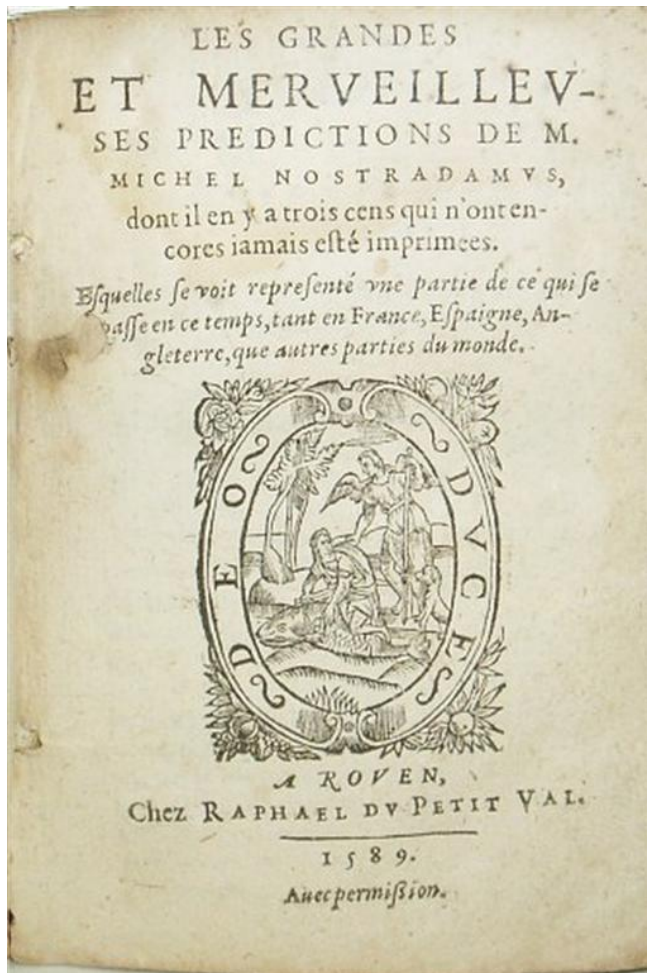 LES GRANDES
ET MERVEILLEV-
SES PREDICTIONS DE M.
MICHEL NOSTRADAMVS,
dont il en y a trois cens qui n'ont en-
cores iamais eſté imprimees.
Eſquelles ſe voit repreſenté vne partie de ce qui ſe
paſſe en ce temps, tant en France, Eſpaigne, An-
gleterre, que autres parties du monde.
DEO DVCE
A ROVEN,
Chez RAPHAEL DV PETIT VAL.
1589.
Auec permiſsion.